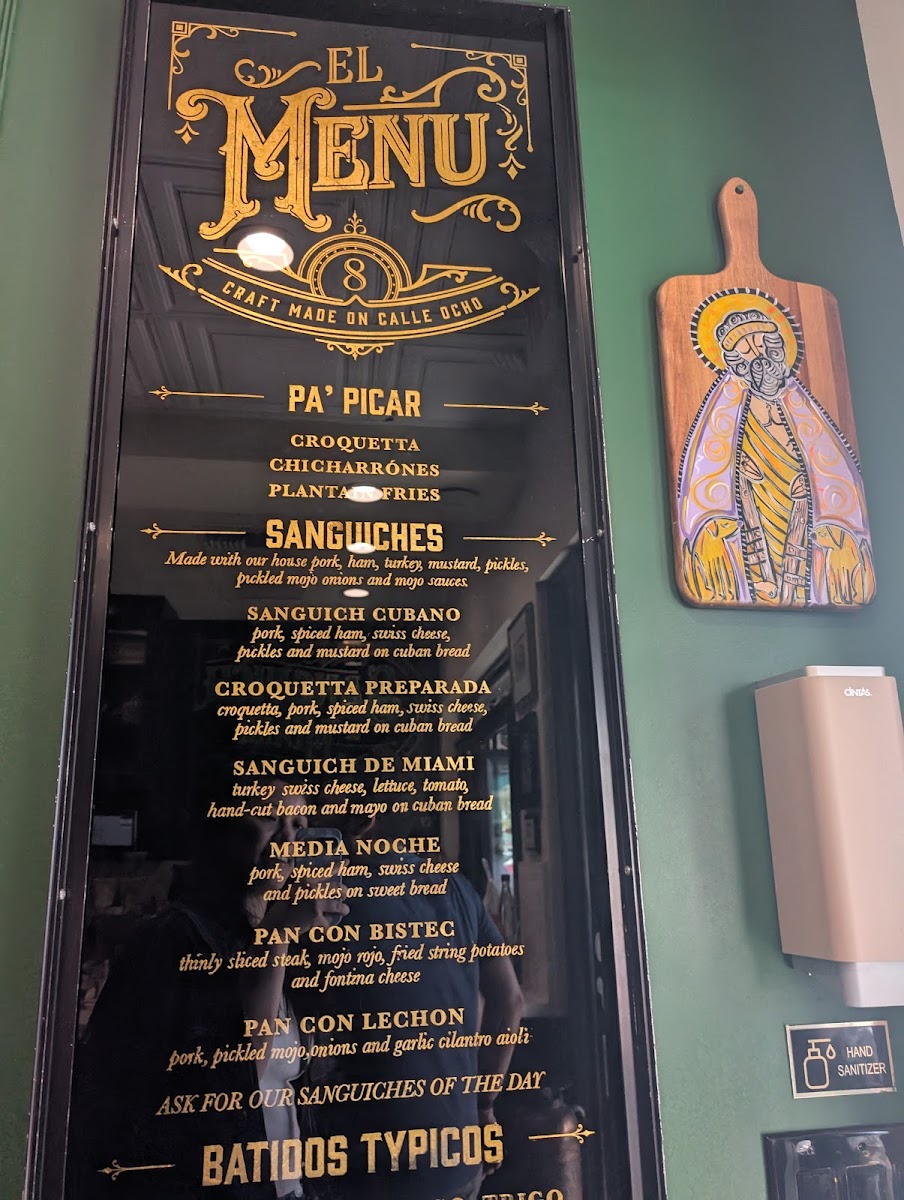 EL
MENU
8
CRAFT MADE ON CALLE OCHO
PA' PICAR
CROQUETTA
CHICHARRÓNES
PLANTAIN FRIES
SANGUICHES
Made with our house pork, ham, turkey, mustard, pickles,
pickled mojo onions and mojo sauces.
SANGUICH CUBANO
pork, spiced ham, swiss cheese,
pickles and mustard on cuban bread
CROQUETTA PREPARADA
croquetta, pork, spiced ham, swiss cheese,
pickles and mustard on cuban bread
SANGUICH DE MIAMI
turkey swiss cheese, lettuce, tomato,
hand-cut bacon and mayo on cuban bread
MEDIA NOCHE
pork, spiced ham, swiss cheese
and pickles on sweet bread
PAN CON BISTEC
thinly sliced steak, mojo rojo, fried string potatoes
and fontina cheese
PAN CON LECHON
pork, pickled mojo,onions and garlic cilantro aioli
ASK FOR OUR SANGUICHES OF THE DAY
BATIDOS TYPICOS
TRIGO
CINTAS.
HAND
SANITIZER